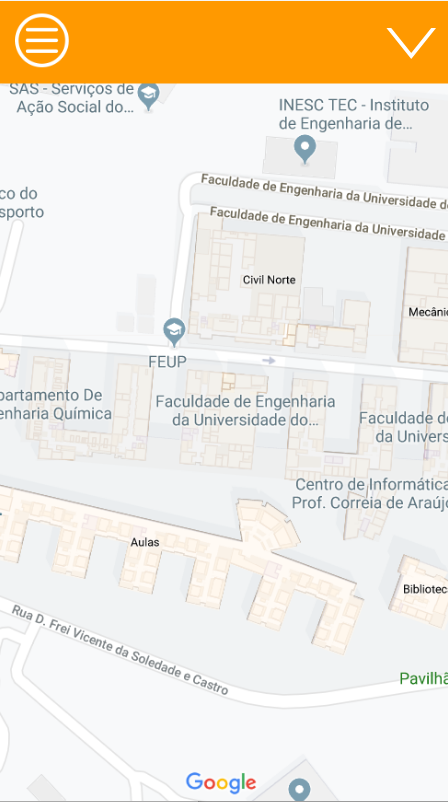 SAS - Serviços de
Ação Social do...
INESC TEC - Instituto
de Engenharia de...
co do
sporto
Faculdade de Engenharia da Universidade do
Faculdade de Engenharia da Universidade
Civil Norte
Mecânic
FEUP
partamento De
enharia Química
Faculdade de Engenharia
da Universidade do...
Faculdade de
da Univers
Centro de Informática
Prof. Correia de Araújo
Aulas
Bibliotec
Rua D. Frei Vicente da Soledade e Castro
Pavilhã
Google